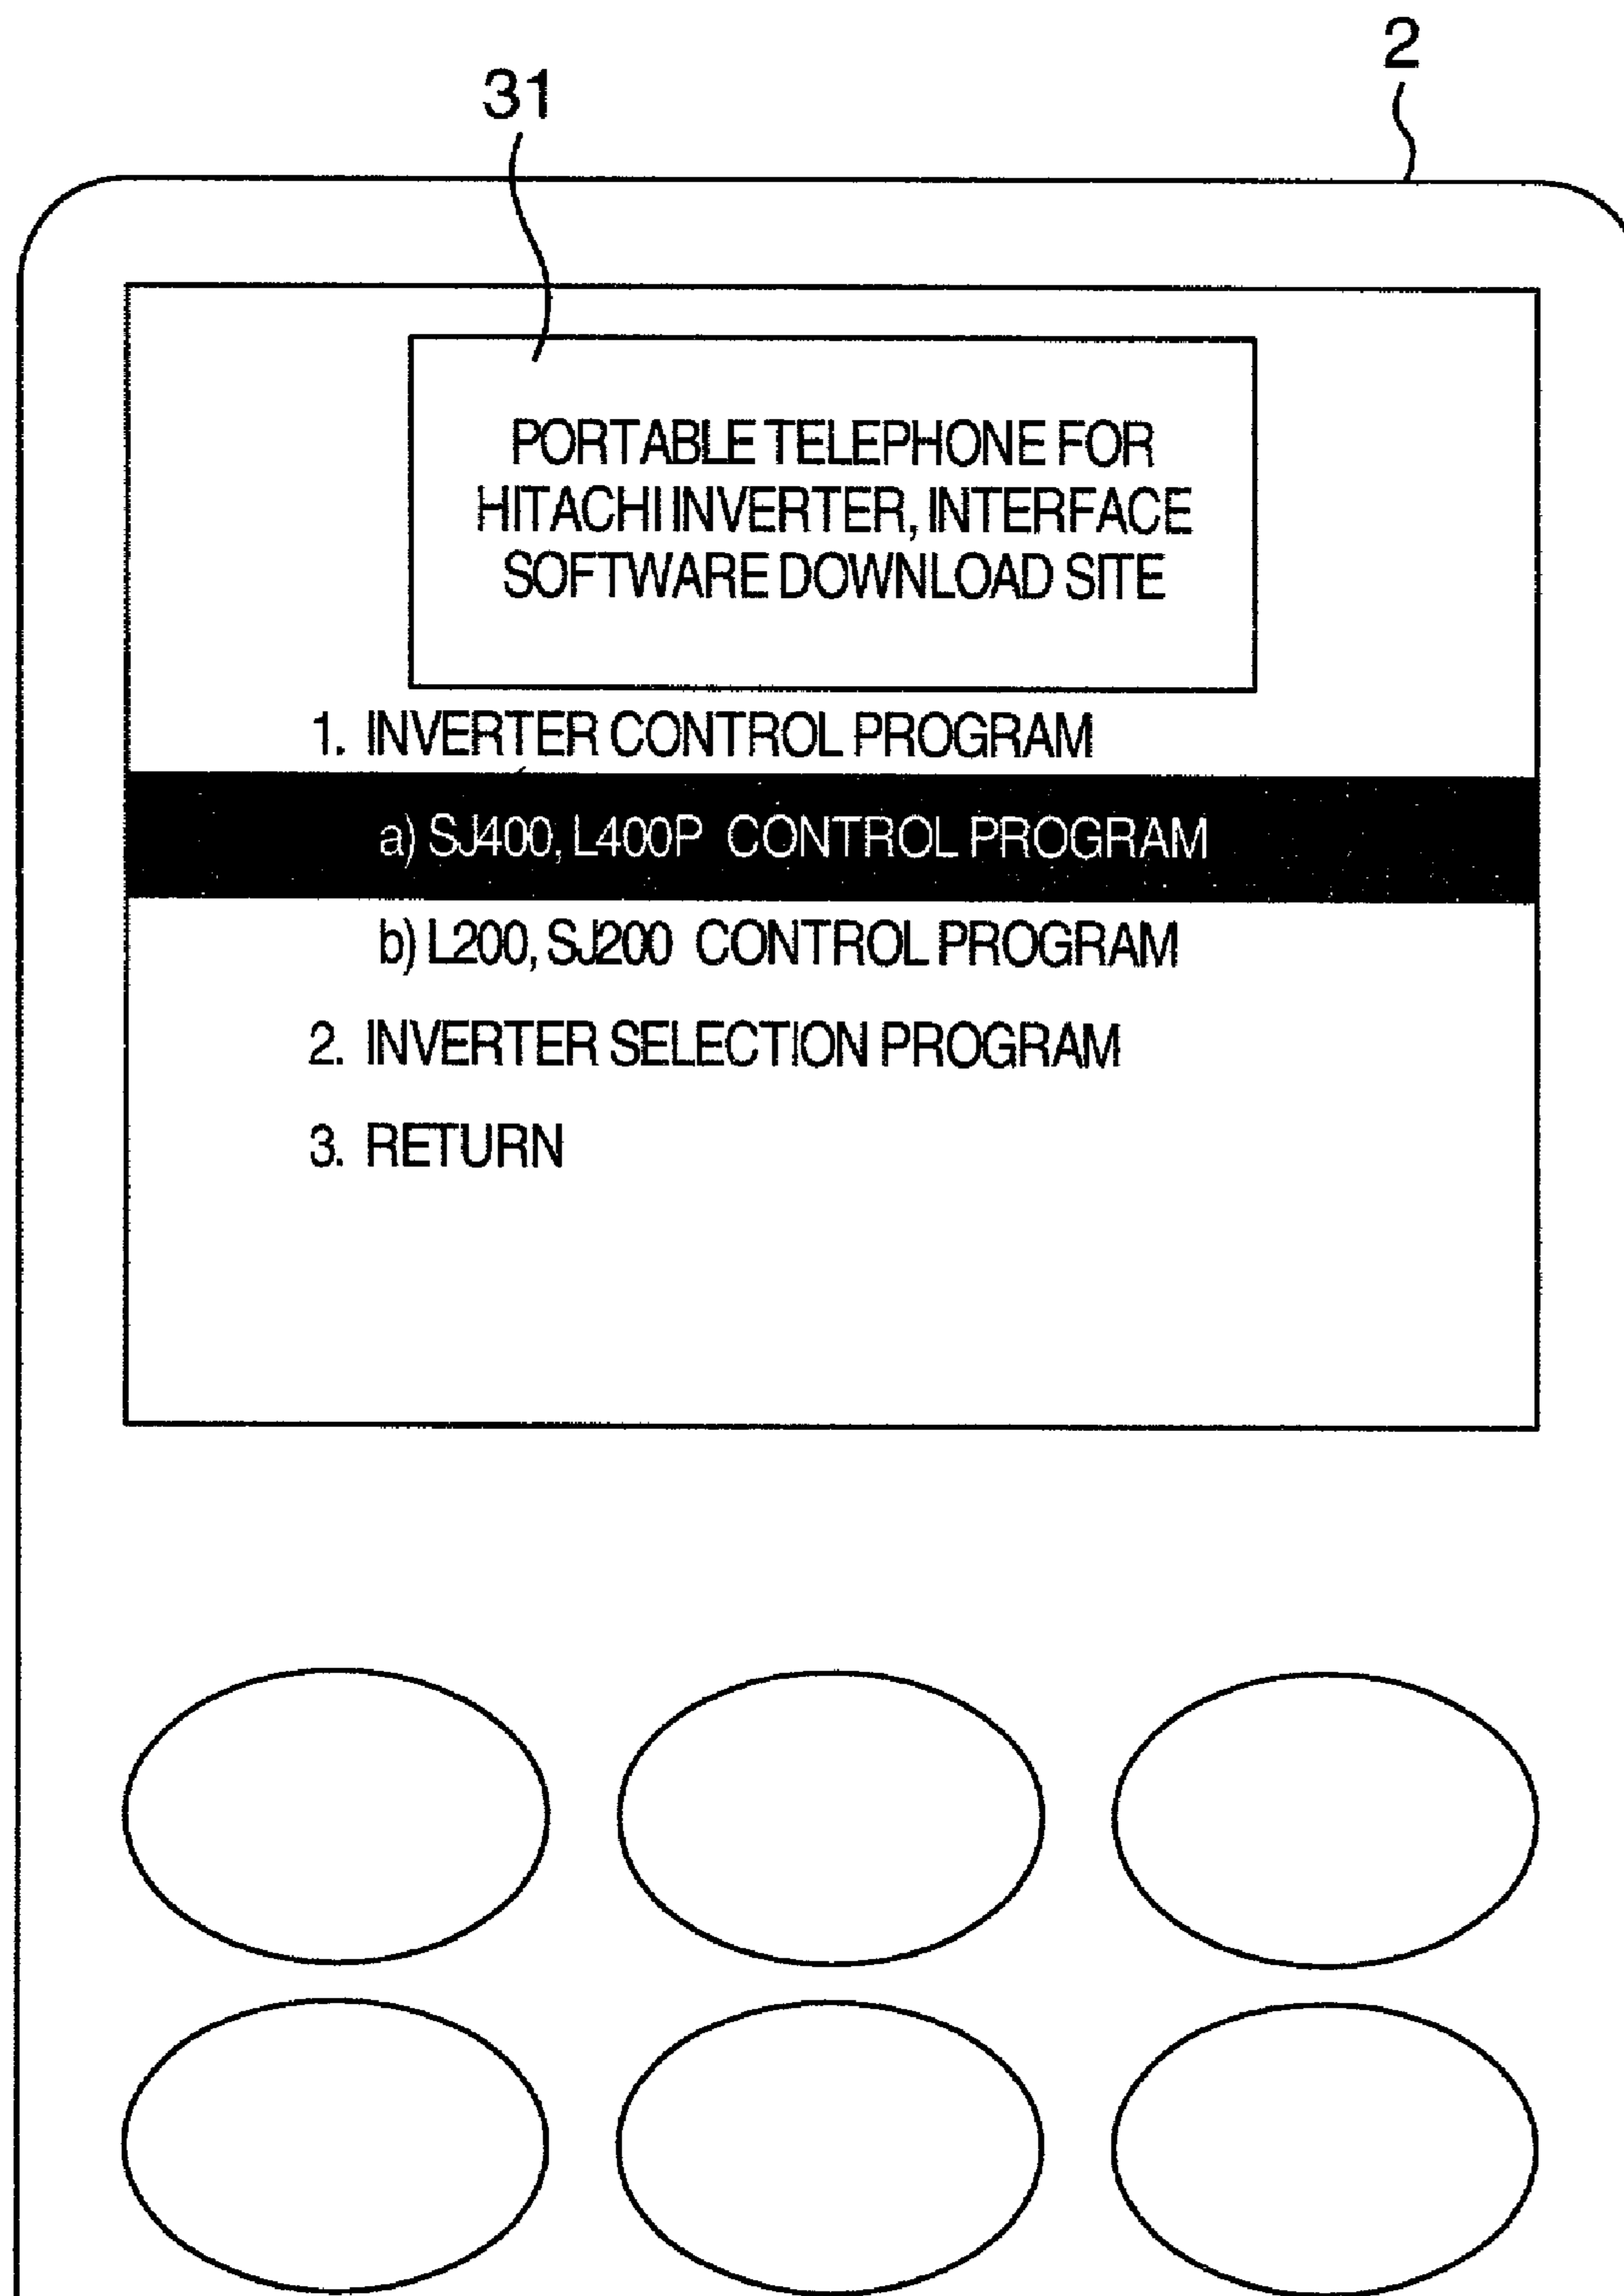 2
31
PORTABLE TELEPHONE FOR
HITACHI INVERTER, INTERFACE
SOFTWARE DOWNLOAD SITE
1. INVERTER CONTROL PROGRAM
a) SJ400, L400P CONTROL PROGRAM
b) L200, SJ200 CONTROL PROGRAM
2. INVERTER SELECTION PROGRAM
3. RETURN